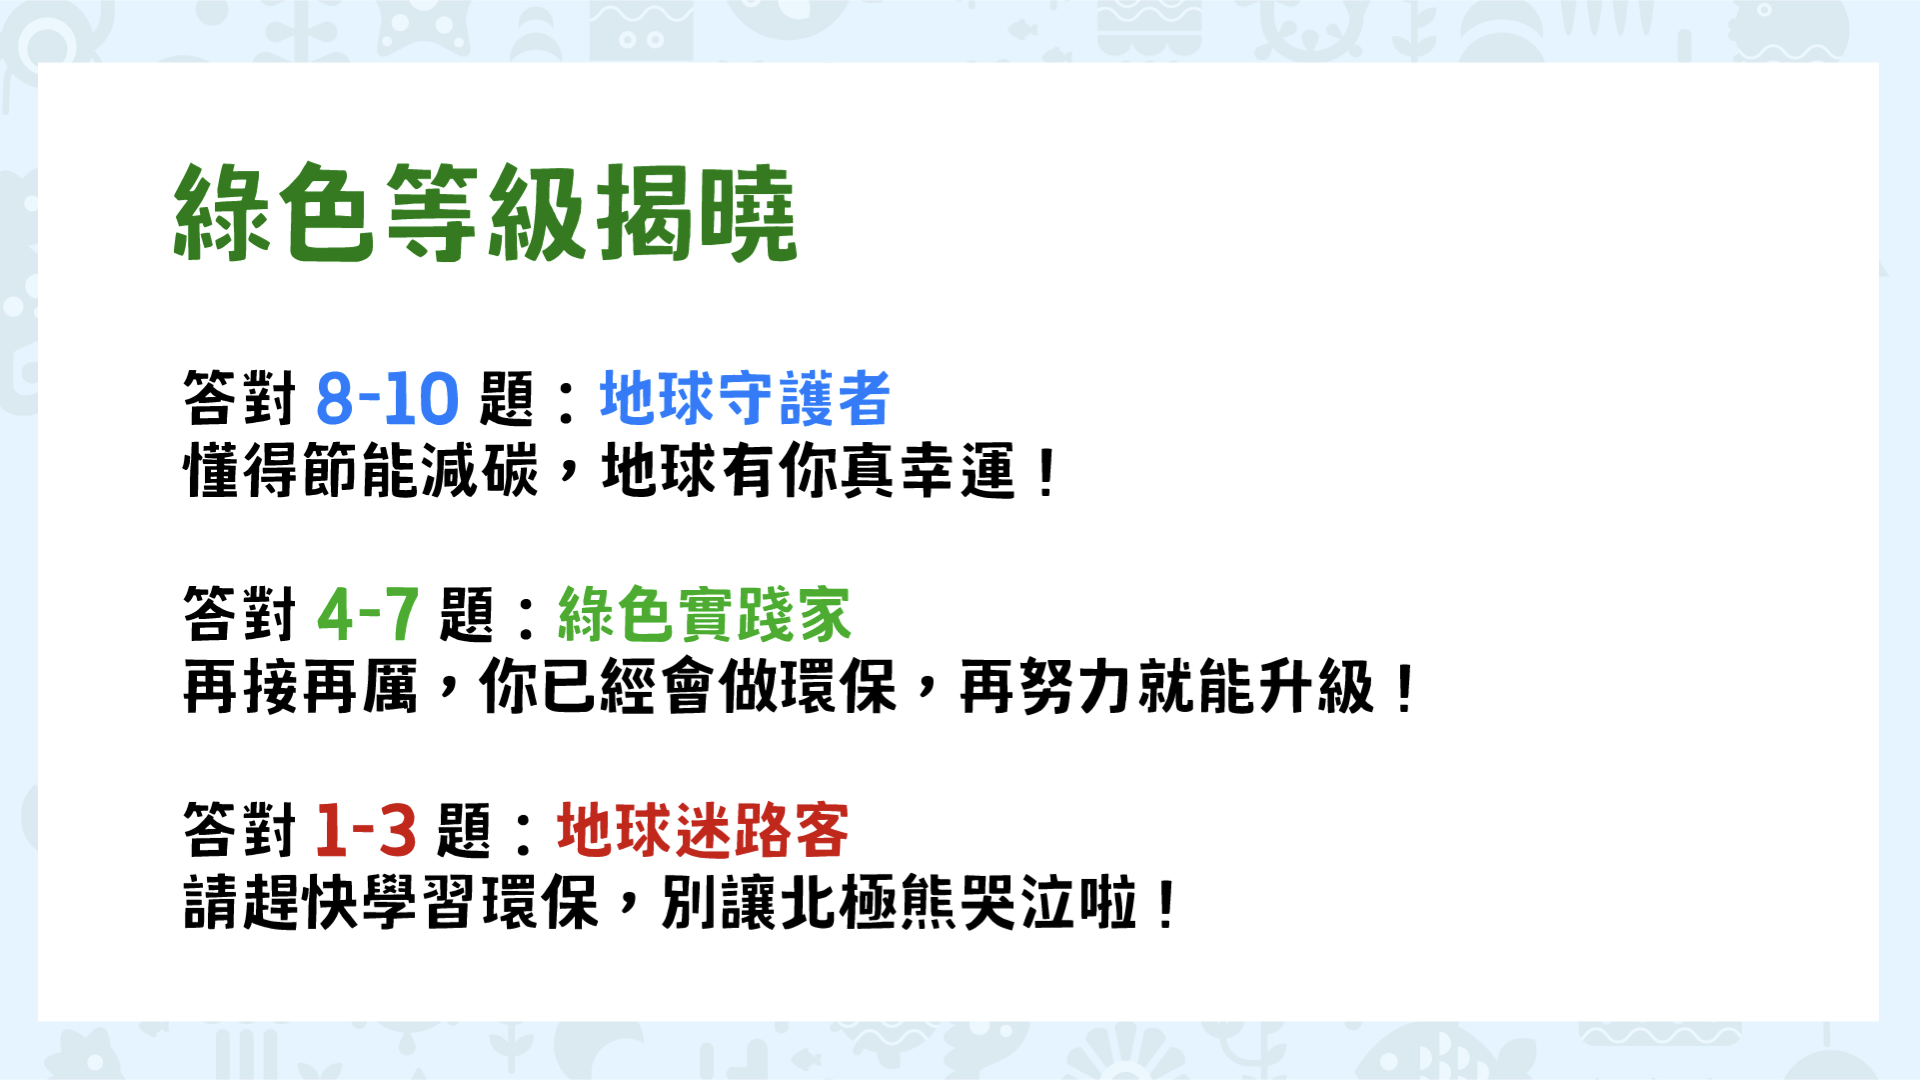 綠色等級揭曉
答對 8-10 題：地球守護者
懂得節能減碳，地球有你真幸運！
答對 4-7 題：綠色實踐家
再接再厲，你已經會做環保，再努力就能升級！
答對 1-3 題：地球迷路客
請趕快學習環保，別讓北極熊哭泣啦！